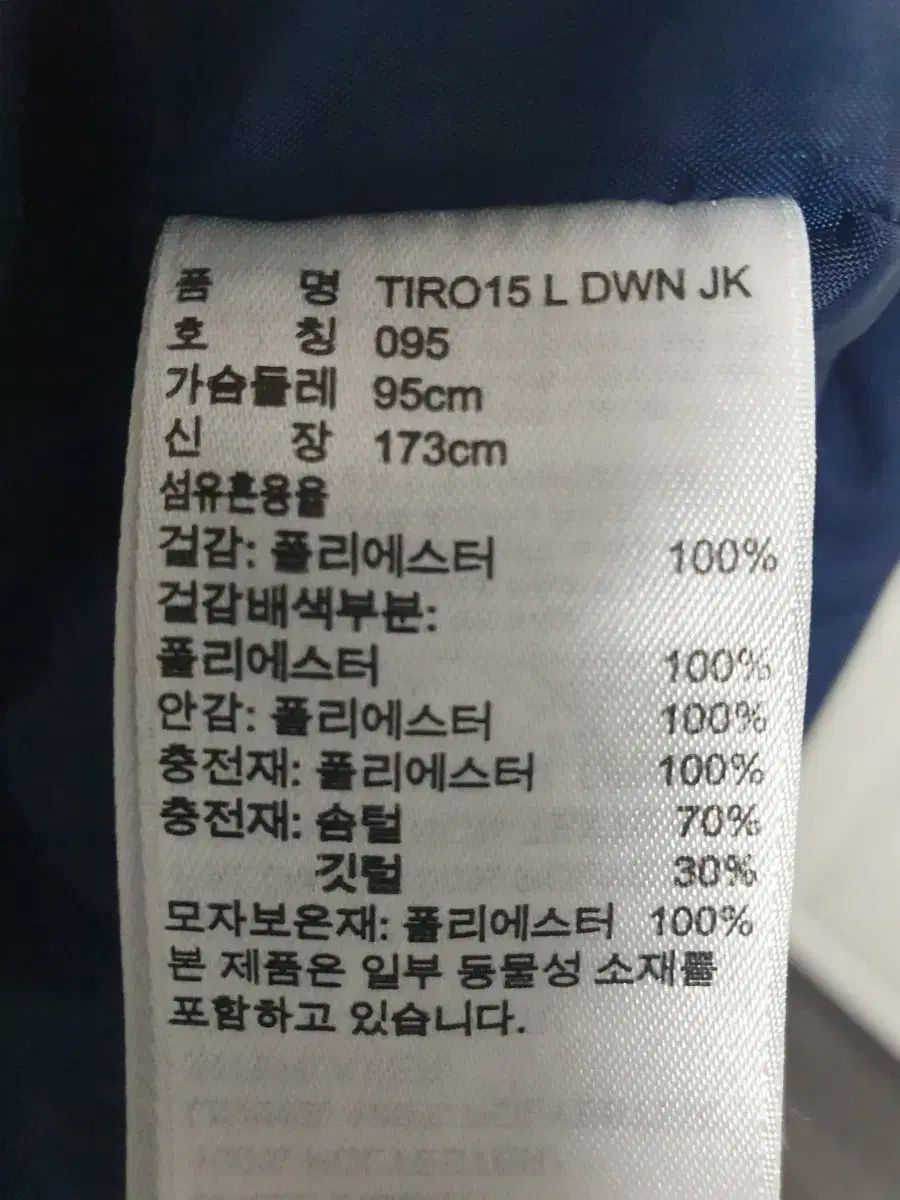 품 명 TIRO15 L DWN JK
호 칭 095
가슴둘레 95cm
신 장 173cm
섬유혼용율
겉감: 폴리에스터 100%
겉감배색부분:
폴리에스터 100%
안감: 폴리에스터 100%
충전재: 폴리에스터 100%
충전재: 솜털 70%
깃털 30%
모자보온재: 폴리에스터 100%
본 제품은 일부 동물성 소재를
포함하고 있습니다.